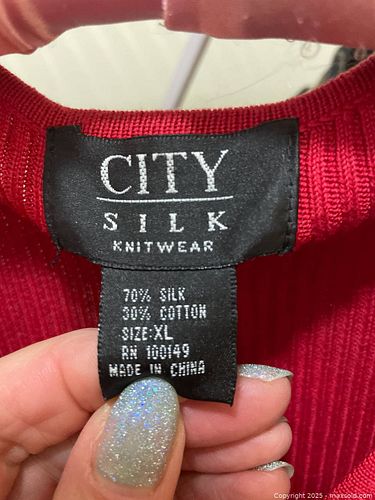 CITY
SILK
KNITWEAR
70% SILK
30% COTTON
SIZE:XL
RN 100149
MADE IN CHINA
Copyright 2025 - maxsold.com